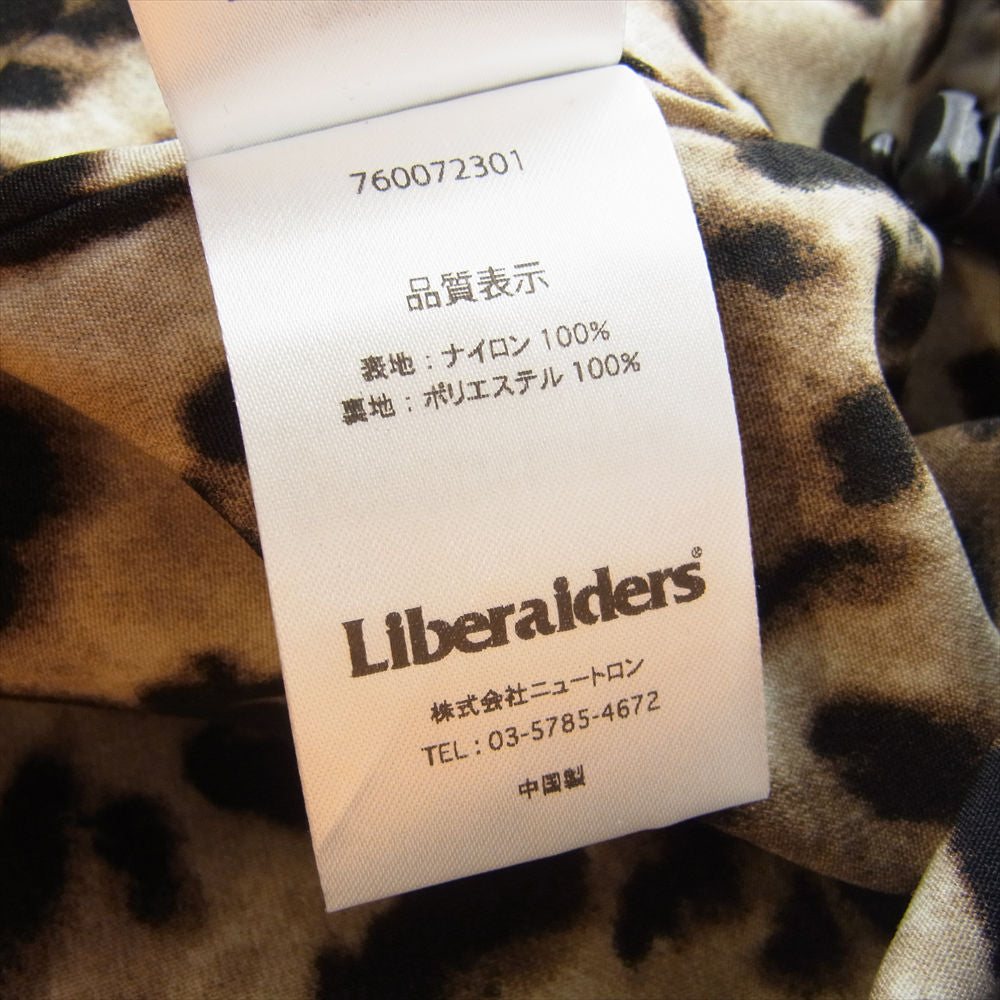 760072301
品質表示
表地:ナイロン 100%
裏地:ポリエステル 100%
Liberaiders®
株式会社ニュートロン
TEL:03-5785-4672
中国製